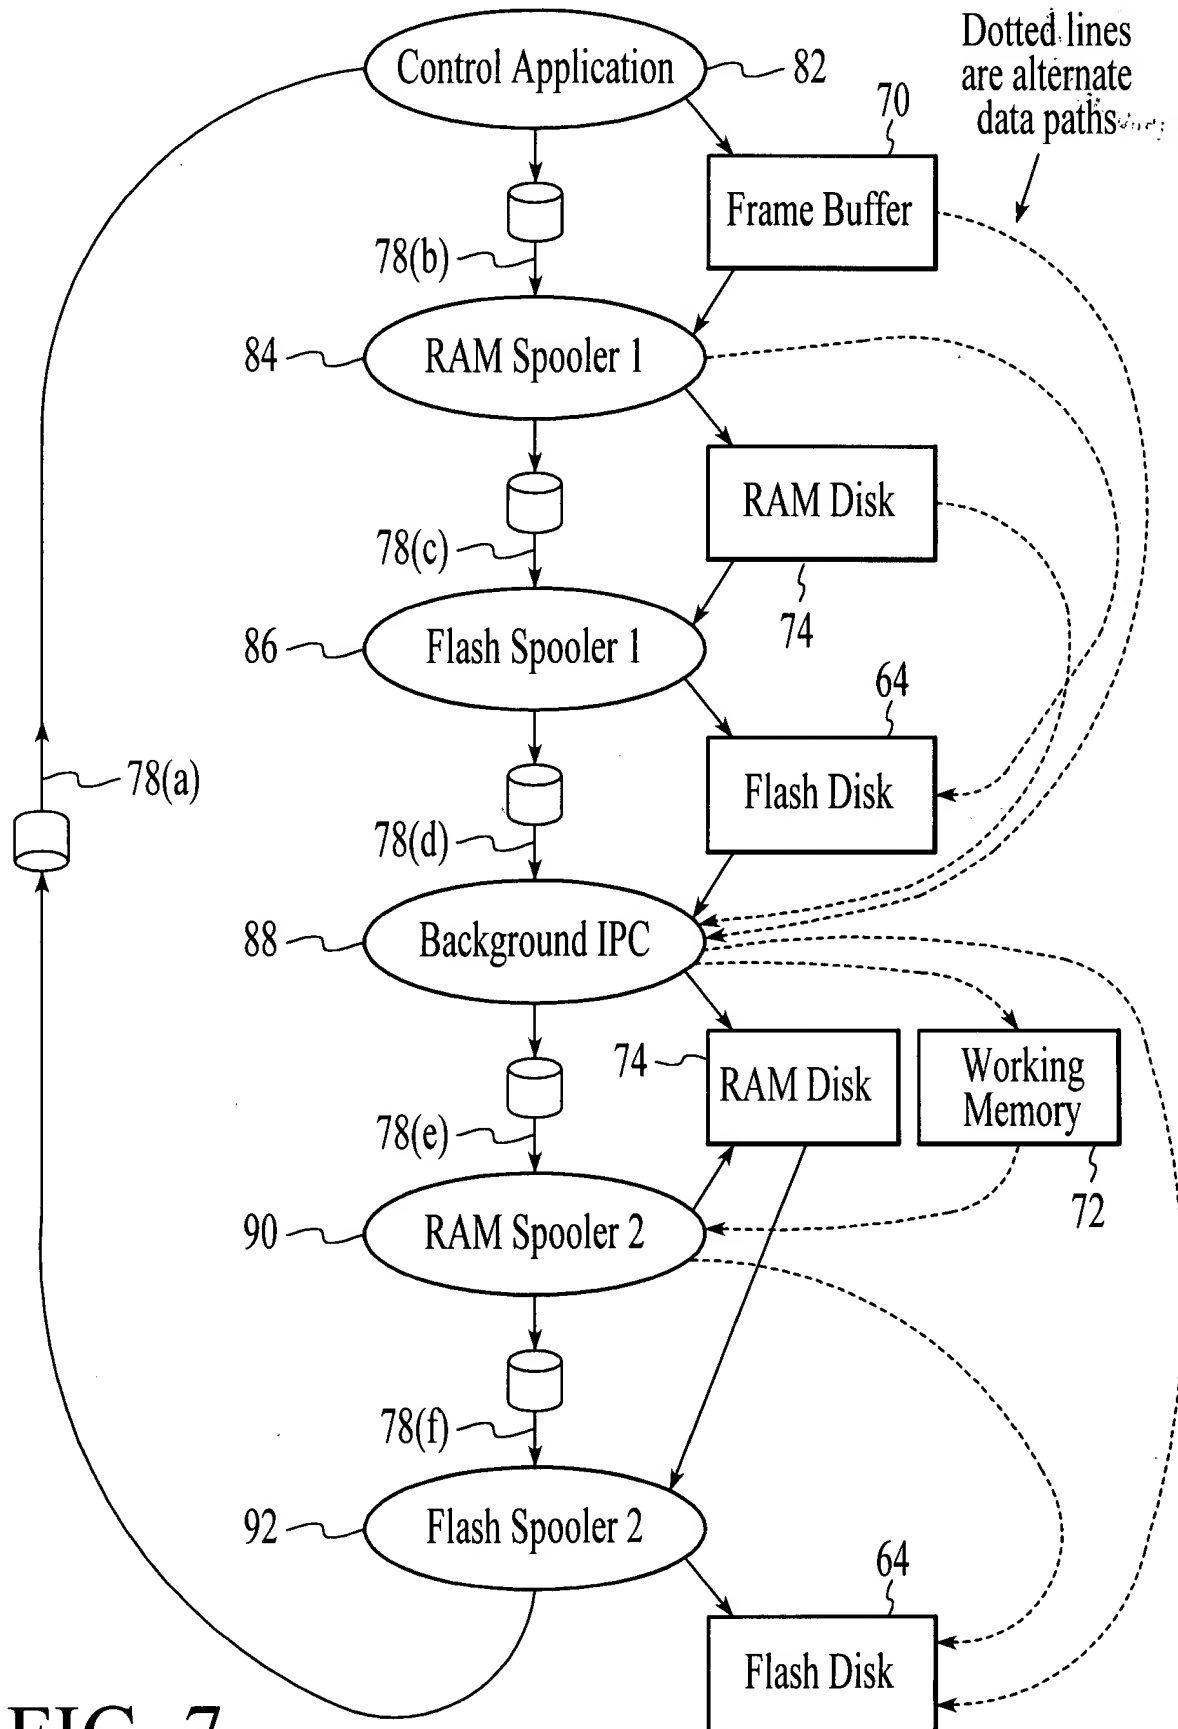 Control Application
82
Dotted lines
are alternate
data paths
70
Frame Buffer
78(b)
84
RAM Spooler 1
RAM Disk
78(c)
74
86
Flash Spooler 1
64
78(a)
Flash Disk
78(d)
88
Background IPC
74
RAM Disk
Working
Memory
78(e)
72
90
RAM Spooler 2
78(f)
92
Flash Spooler 2
64
Flash Disk
FIG. 7